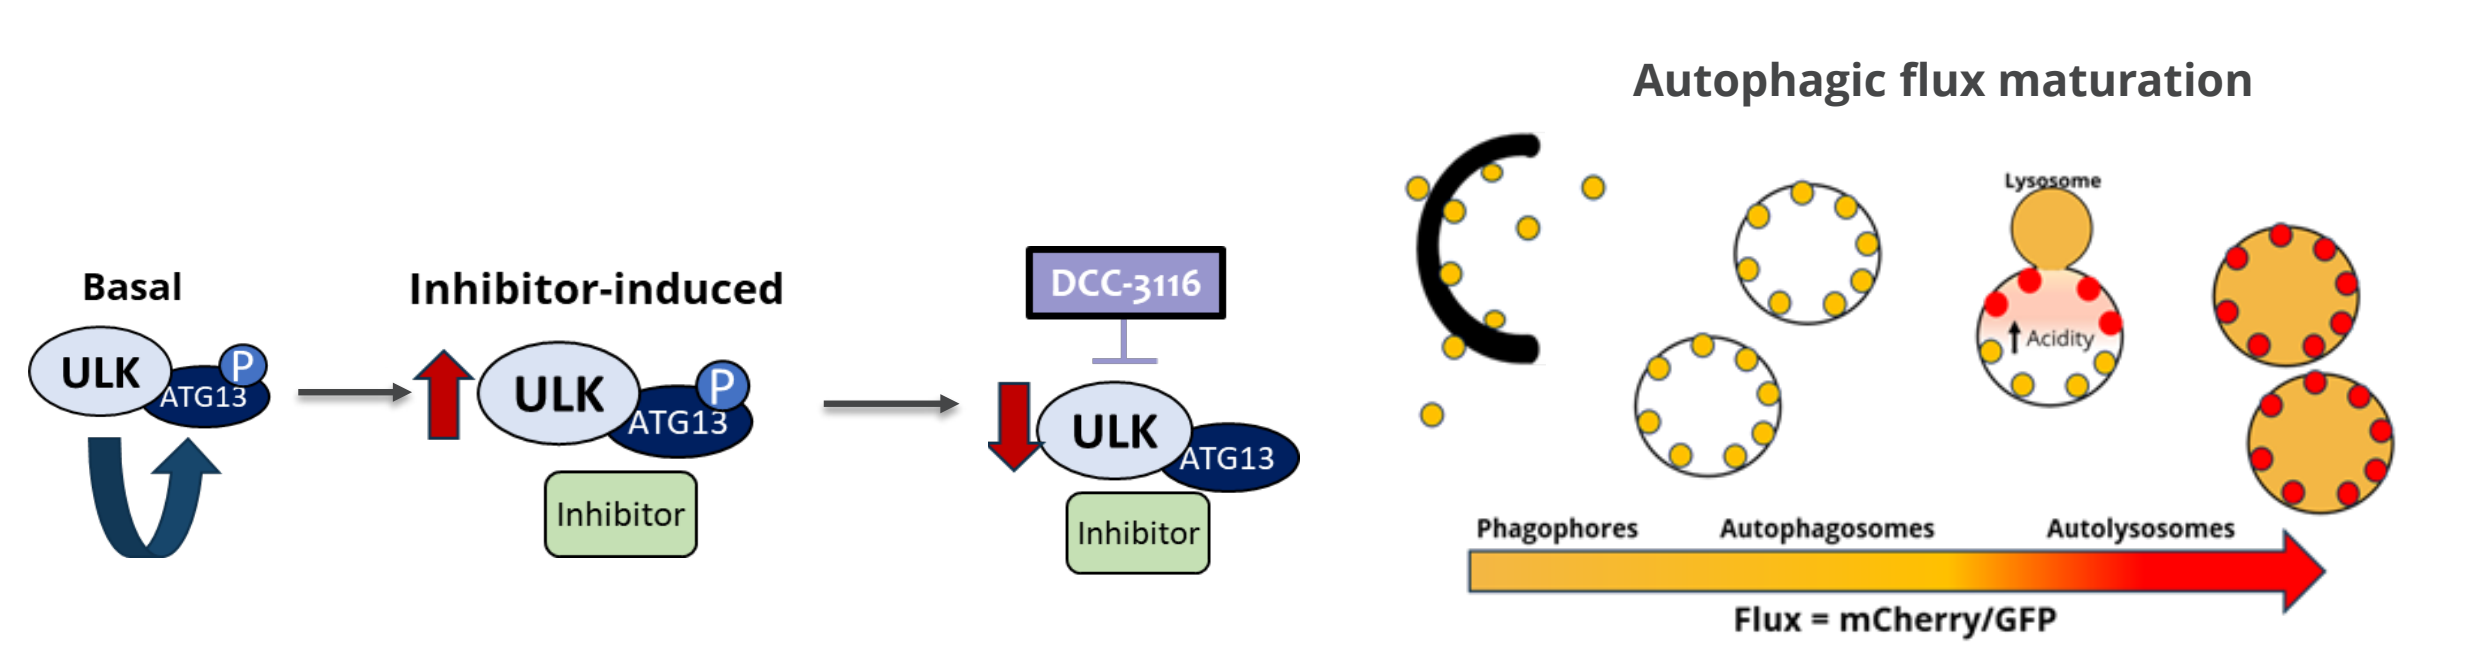 Basal
ULK
P
ATG13
Inhibitor-induced
ULK
P
ATG13
Inhibitor
DCC-3116
ULK
ATG13
Inhibitor
Autophagic flux maturation
Lysosome
Acidity
Phagophores
Autophagosomes
Autolysosomes
Flux = mCherry/GFP